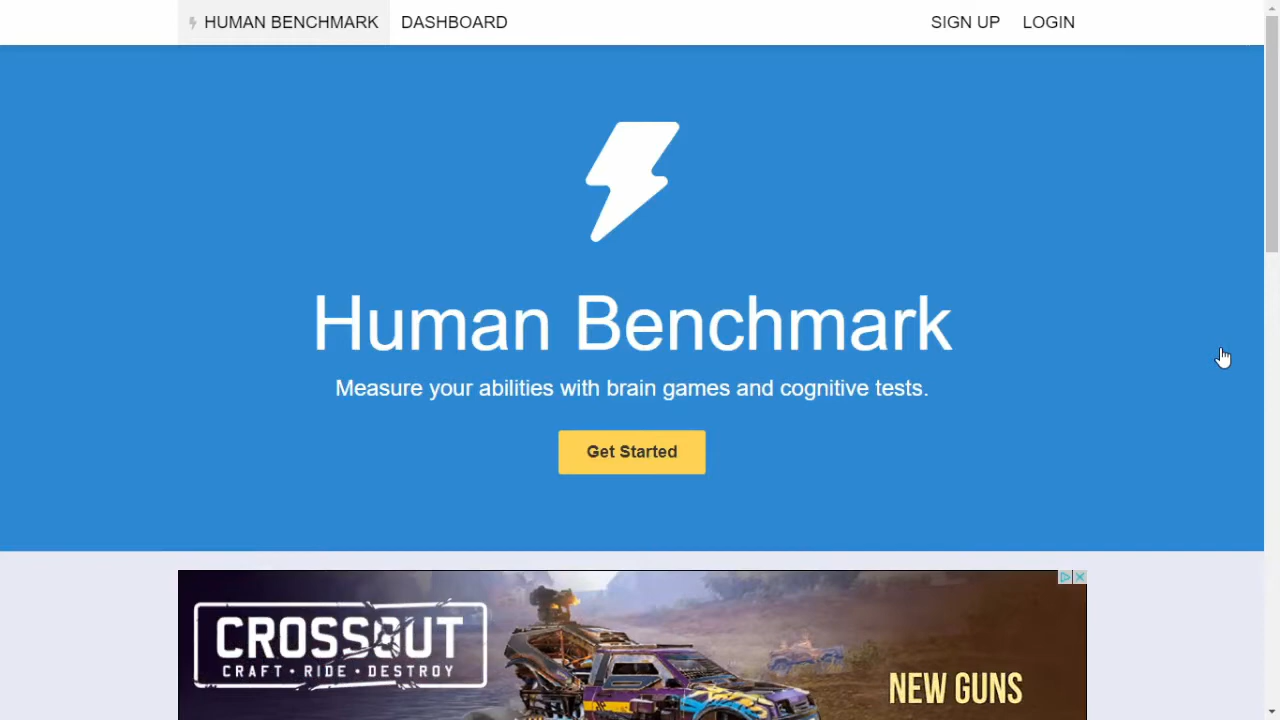 HUMAN BENCHMARK DASHBOARD SIGN UP LOGIN
Human Benchmark
Measure your abilities with brain games and cognitive tests.
Get Started
CROSSOUT
CRAFT • RIDE • DESTROY
NEW GUNS